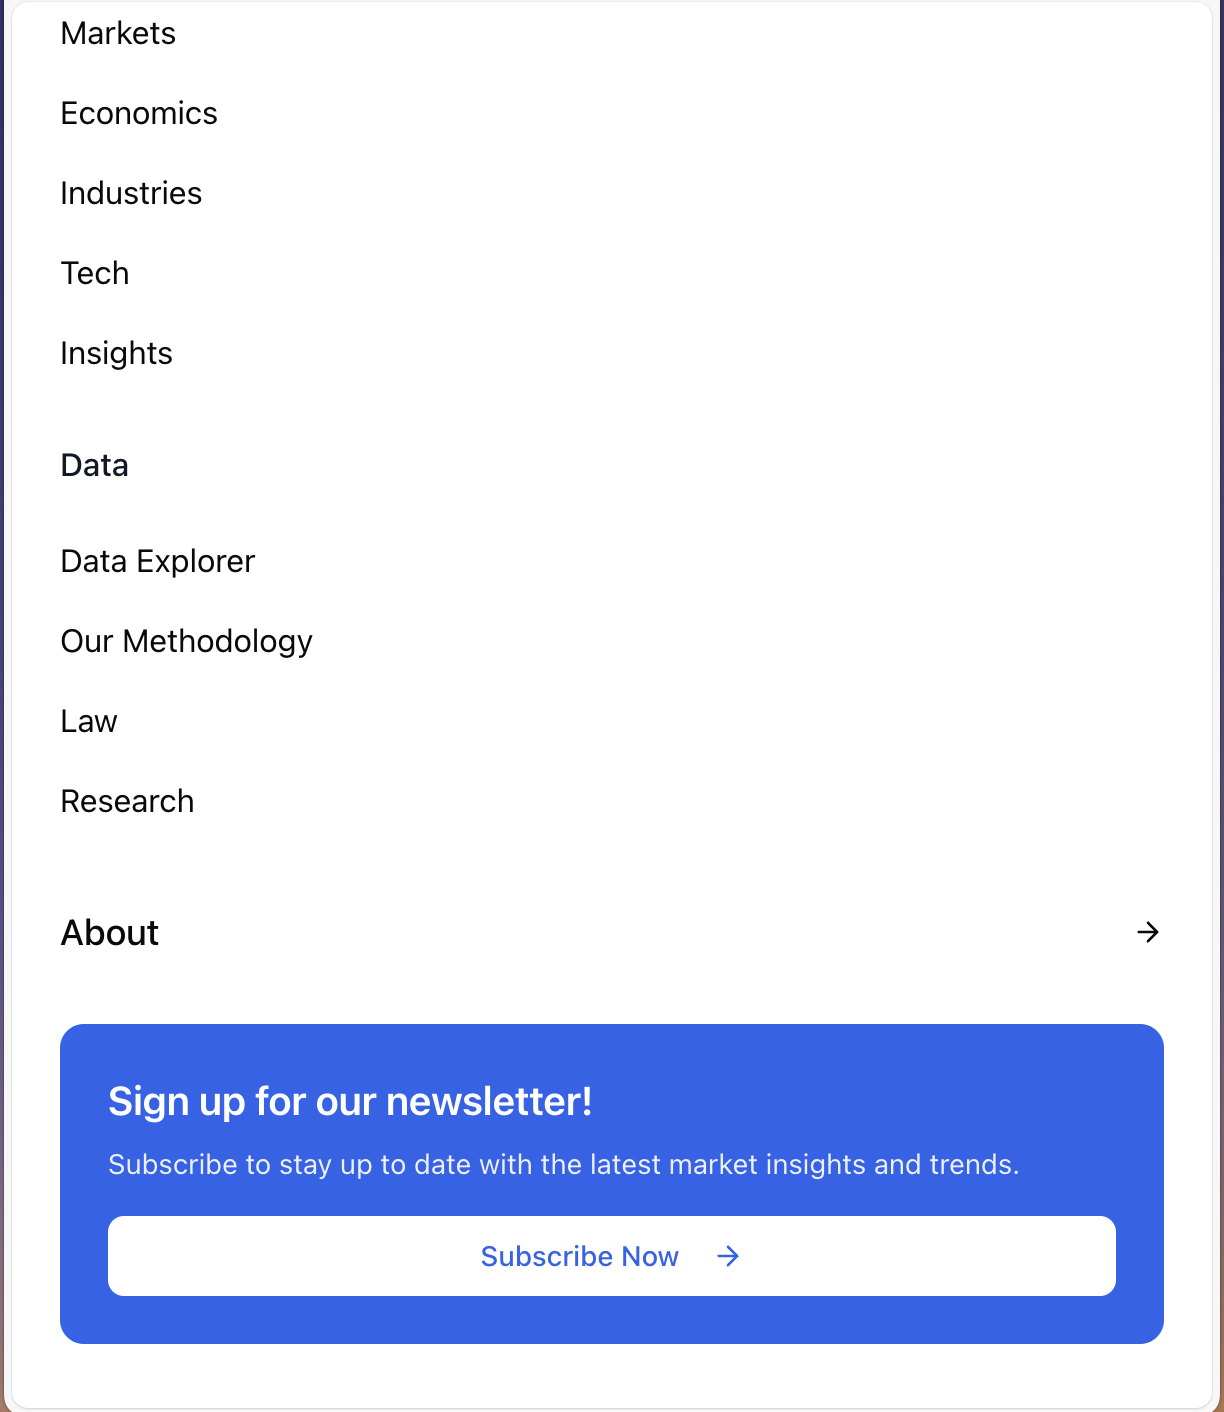 Markets
Economics
Industries
Tech
Insights
Data
Data Explorer
Our Methodology
Law
Research
About
Sign up for our newsletter!
Subscribe to stay up to date with the latest market insights and trends.
Subscribe Now